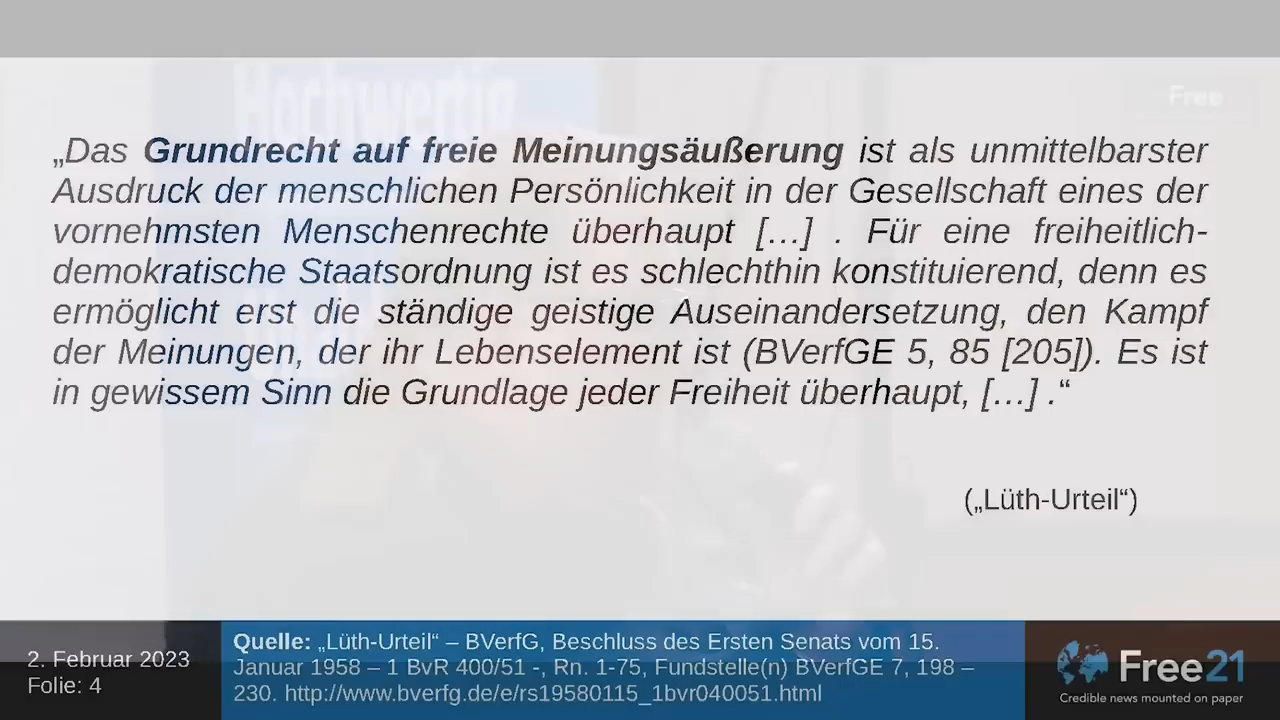 Hochwertig
Free
„Das Grundrecht auf freie Meinungsäußerung ist als unmittelbarster
Ausdruck der menschlichen Persönlichkeit in der Gesellschaft eines der
vornehmsten Menschenrechte überhaupt […] . Für eine freiheitlich-
demokratische Staatsordnung ist es schlechthin konstituierend, denn es
ermöglicht erst die ständige geistige Auseinandersetzung, den Kampf
der Meinungen, der ihr Lebenselement ist (BVerfGE 5, 85 [205]). Es ist
in gewissem Sinn die Grundlage jeder Freiheit überhaupt, […] .“
(„Lüth-Urteil“)
2. Februar 2023
Folie: 4
Quelle: „Lüth-Urteil“ – BVerfG, Beschluss des Ersten Senats vom 15.
Januar 1958 – 1 BvR 400/51 -, Rn. 1-75, Fundstelle(n) BVerfGE 7, 198 –
230. http://www.bverfg.de/e/rs19580115_1bvr040051.html
Free21
Credible news mounted on paper